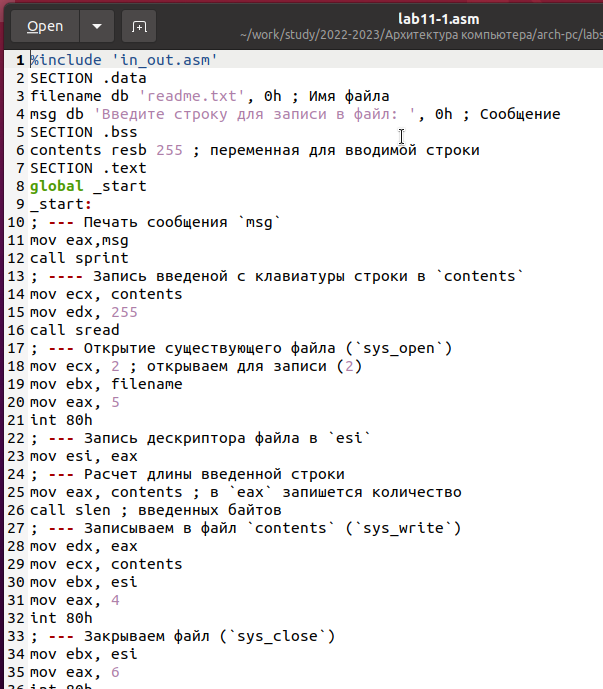 Open
lab11-1.asm
~/work/study/2022-2023/Архитектура компьютера/arch-pc/labs
1 %include 'in_out.asm'
2 SECTION .data
3 filename db 'readme.txt', 0h ; Имя файла
4 msg db 'Введите строку для записи в файл: ', 0h ; Сообщение
5 SECTION .bss
6 contents resb 255 ; переменная для вводимой строки
7 SECTION .text
8 global _start
9 _start:
10 ; --- Печать сообщения `msg`
11 mov eax,msg
12 call sprint
13 ; ---- Запись введеной с клавиатуры строки в `contents`
14 mov ecx, contents
15 mov edx, 255
16 call sread
17 ; --- Открытие существующего файла (`sys_open`)
18 mov ecx, 2 ; открываем для записи (2)
19 mov ebx, filename
20 mov eax, 5
21 int 80h
22 ; --- Запись дескриптора файла в `esi`
23 mov esi, eax
24 ; --- Расчет длины введенной строки
25 mov eax, contents ; в `eax` запишется количество
26 call slen ; введенных байтов
27 ; --- Записываем в файл `contents` (`sys_write`)
28 mov edx, eax
29 mov ecx, contents
30 mov ebx, esi
31 mov eax, 4
32 int 80h
33 ; --- Закрываем файл (`sys_close`)
34 mov ebx, esi
35 mov eax, 6
36 int 80h